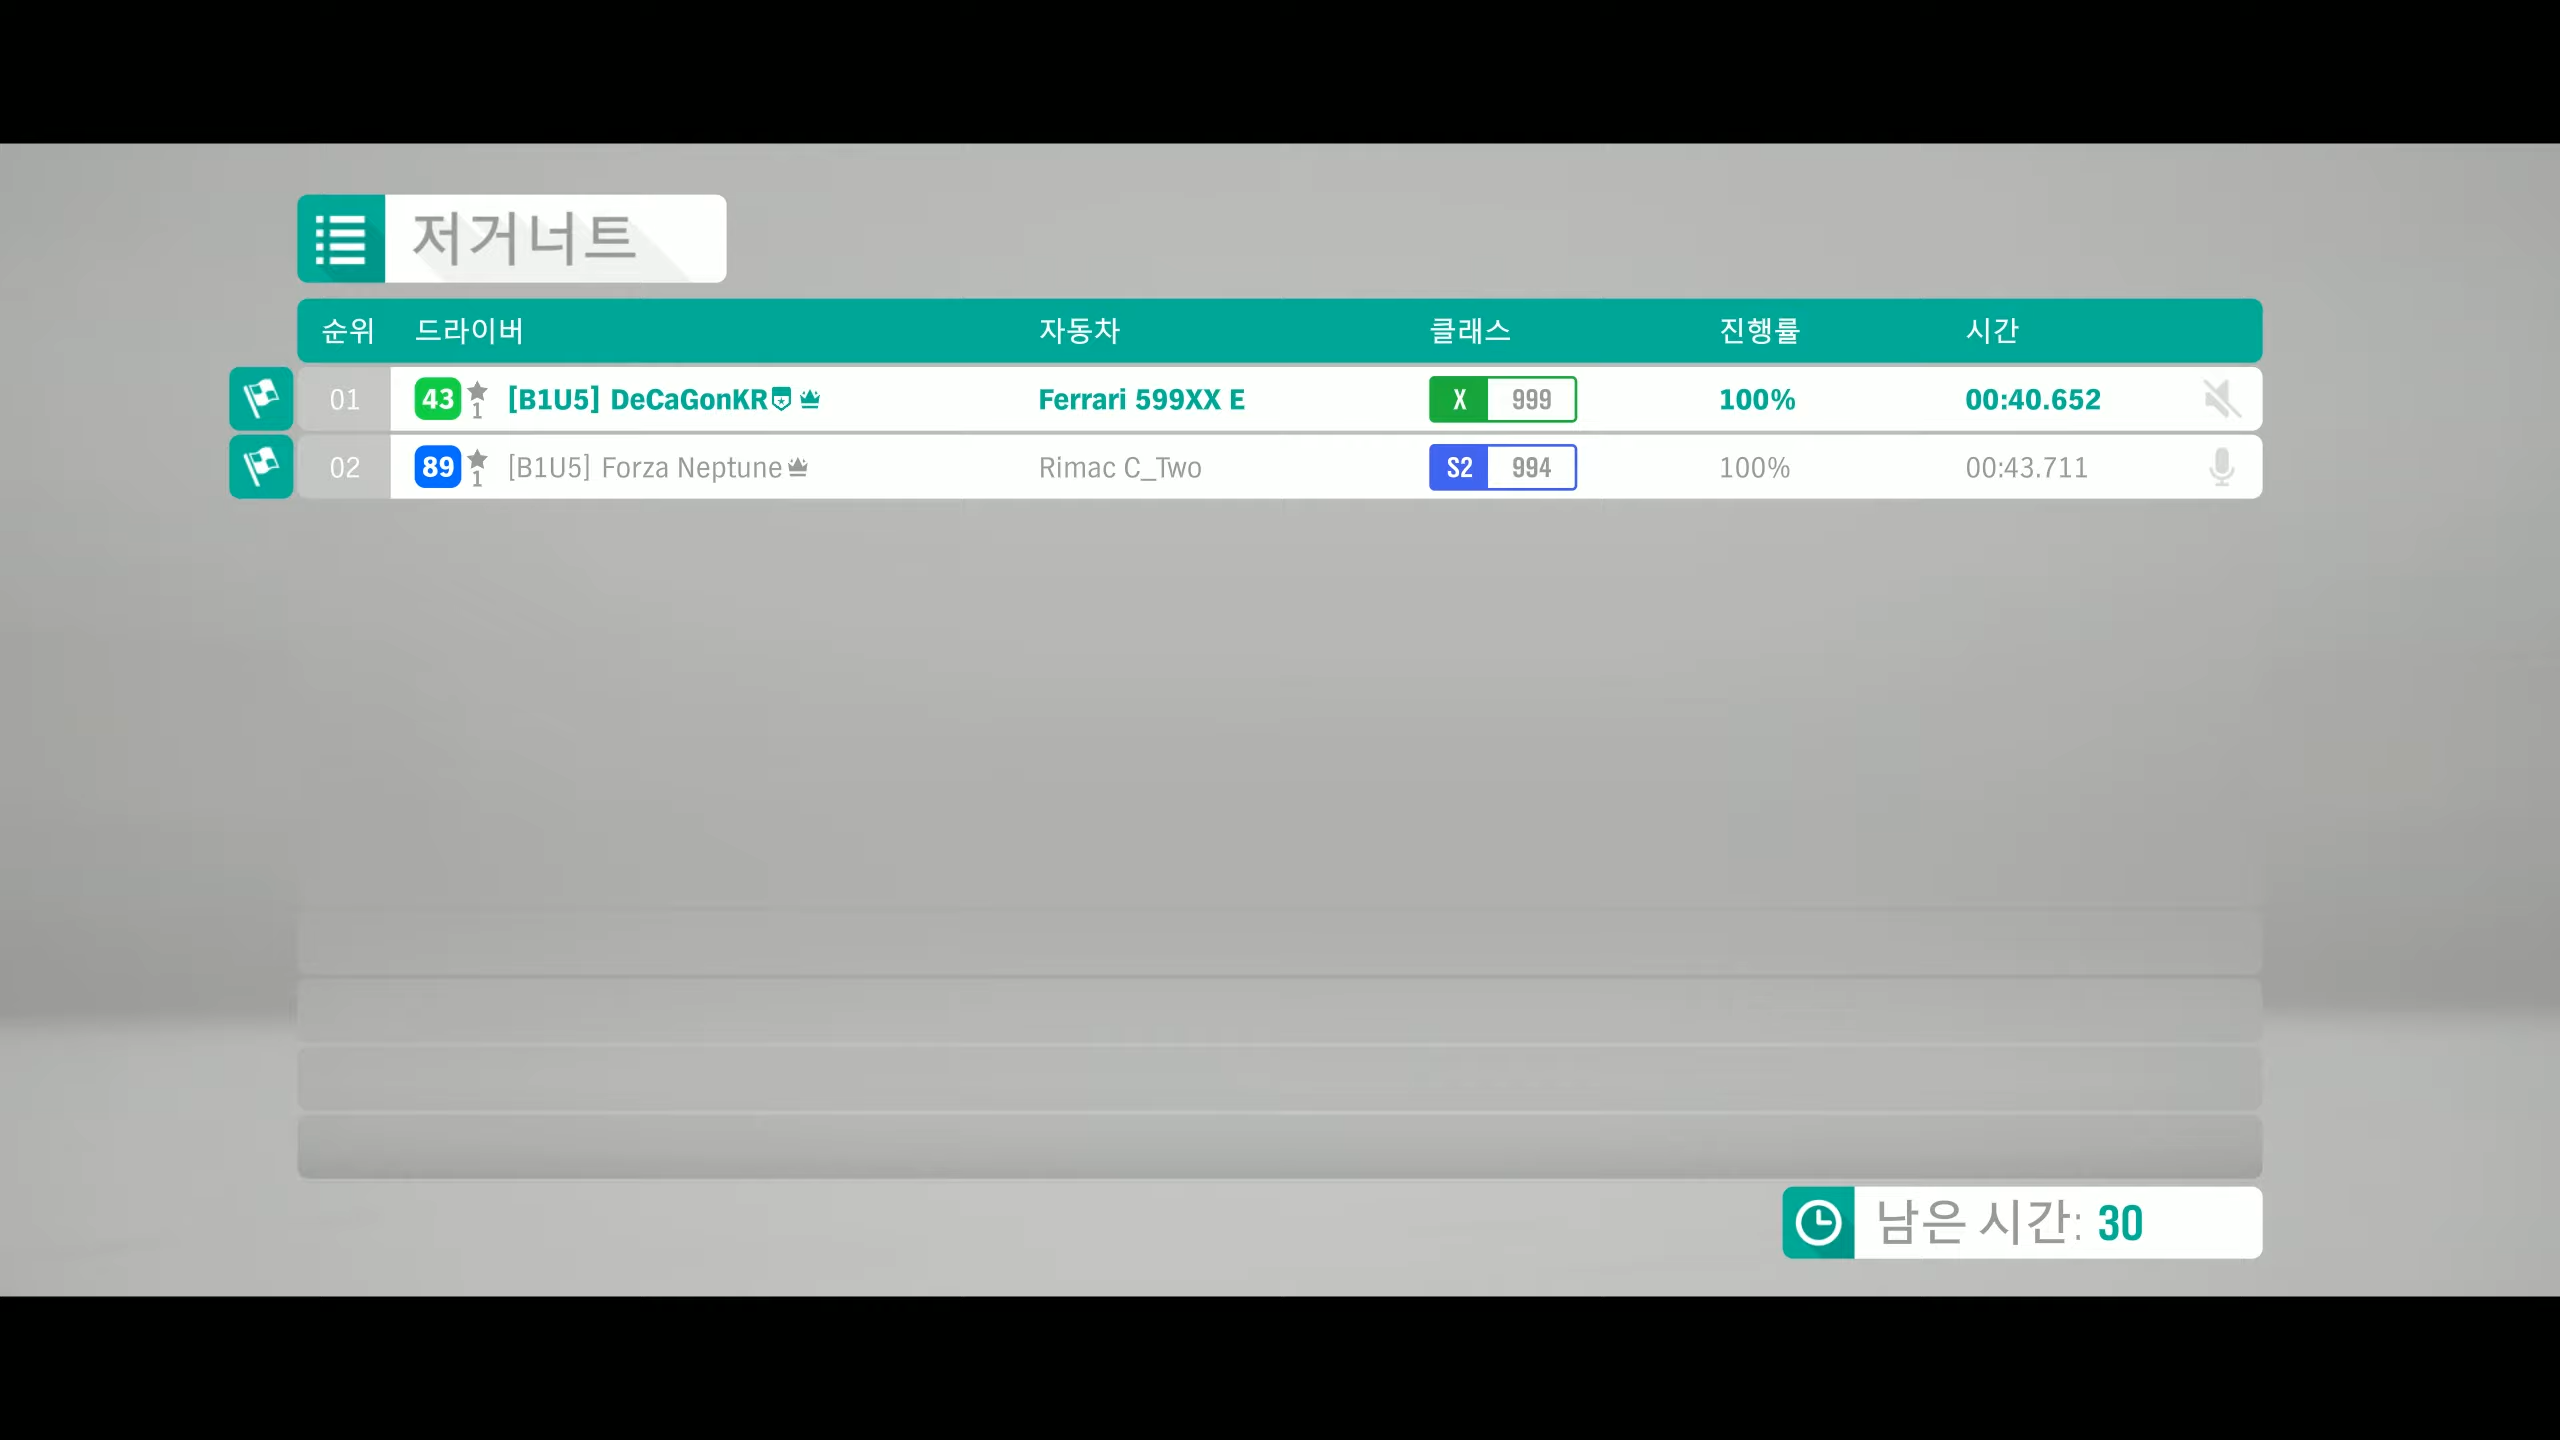 저거너트
순위 드라이버 자동차 클래스 진행률 시간
01 43 1 [B1U5] DeCaGonKR Ferrari 599XX E X 999 100% 00:40.652
02 89 1 [B1U5] Forza Neptune Rimac C_Two S2 994 100% 00:43.711
남은 시간: 30